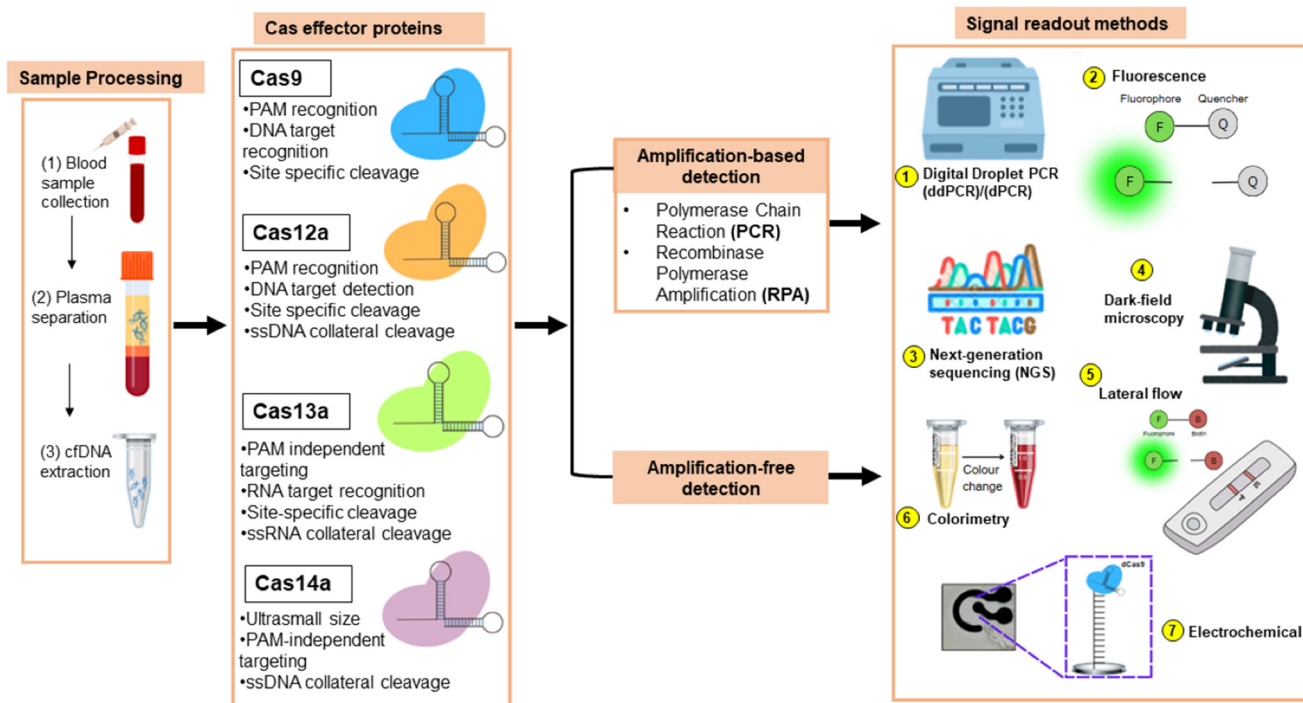 Sample Processing
(1) Blood
sample
collection
(2) Plasma
separation
(3) cfDNA
extraction
Cas effector proteins
Cas9
•PAM recognition
•DNA target
recognition
•Site specific cleavage
Cas12a
•PAM recognition
•DNA target detection
•Site specific cleavage
•ssDNA collateral cleavage
Cas13a
•PAM independent
targeting
•RNA target recognition
•Site-specific cleavage
•ssRNA collateral cleavage
Cas14a
•Ultrasmall size
•PAM-independent
targeting
•ssDNA collateral cleavage
Amplification-based
detection
• Polymerase Chain
Reaction (PCR)
• Recombinase
Polymerase
Amplification (RPA)
Amplification-free
detection
Signal readout methods
1 Digital Droplet PCR
(ddPCR)/(dPCR)
2 Fluorescence
Fluorophore Quencher
F Q
F Q
TAC TACG
3 Next-generation
sequencing (NGS)
4
Dark-field
microscopy
5
Lateral flow
F B
Fluorophore Biotin
F B
Colour
change
6 Colorimetry
dCas9
7 Electrochemical